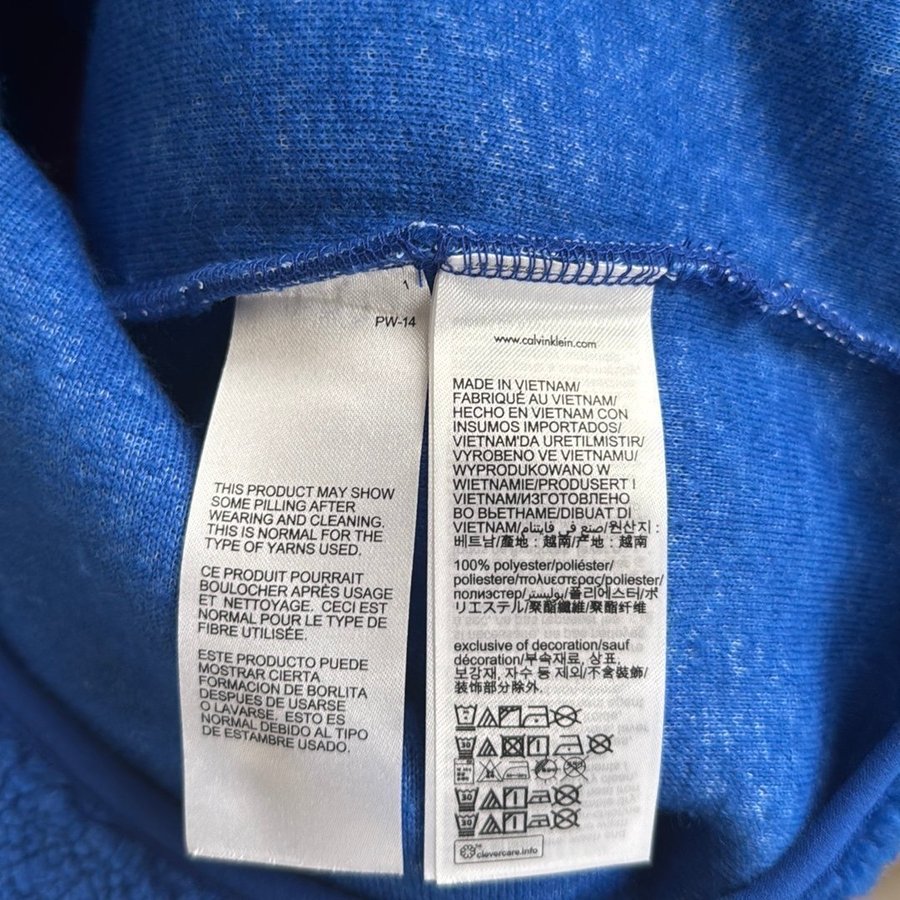 1
PW-14
THIS PRODUCT MAY SHOW
SOME PILLING AFTER
WEARING AND CLEANING.
THIS IS NORMAL FOR THE
TYPE OF YARNS USED.
CE PRODUIT POURRAIT
BOULOCHER APRÈS USAGE
ET NETTOYAGE. CECI EST
NORMAL POUR LE TYPE DE
FIBRE UTILISÉE.
ESTE PRODUCTO PUEDE
MOSTRAR CIERTA
FORMACION DE BORLITA
DESPUES DE USARSE
O LAVARSE. ESTO ES
NORMAL DEBIDO AL TIPO
DE ESTAMBRE USADO.
www.calvinklein.com
MADE IN VIETNAM/
FABRIQUÉ AU VIETNAM/
HECHO EN VIETNAM CON
INSUMOS IMPORTADOS/
VIETNAM'DA URETILMISTIR/
VYROBENO VE VIETNAMU/
WYPRODUKOWANO W
WIETNAMIE/PRODUSERT I
VIETNAM/ИЗГОТОВЛЕНО
ВО ВЬЕТНАМЕ/DIBUAT DI
VIETNAM/صنع في فايتنام/원산지 :
베트남/產地 : 越南/产地 : 越南
100% polyester/poliéster/
poliestere/πολυεστερας/poliester/
полиэстер/بوليستر/폴리에스터/ポ
リエステル/聚酯纖維/聚酯纤维
exclusive of decoration/sauf
décoration/부속재료, 상표,
보강재, 자수 등 제외/不含裝飾/
装饰部分除外.
30
30
30
clevercare.info